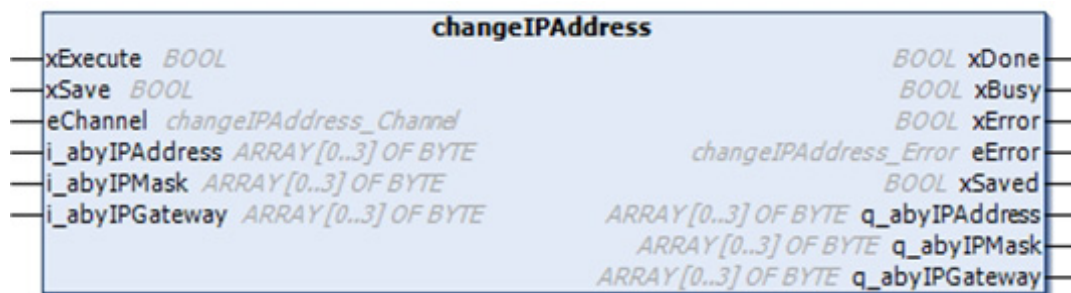 changeIPAddress
xExecute BOOL BOOL xDone
xSave BOOL BOOL xBusy
eChannel changeIPAddress_Channel BOOL xError
i_abyIPAddress ARRAY [0..3] OF BYTE changeIPAddress_Error eError
i_abyIPMask ARRAY [0..3] OF BYTE BOOL xSaved
i_abyIPGateway ARRAY [0..3] OF BYTE ARRAY [0..3] OF BYTE q_abyIPAddress
ARRAY [0..3] OF BYTE q_abyIPMask
ARRAY [0..3] OF BYTE q_abyIPGateway